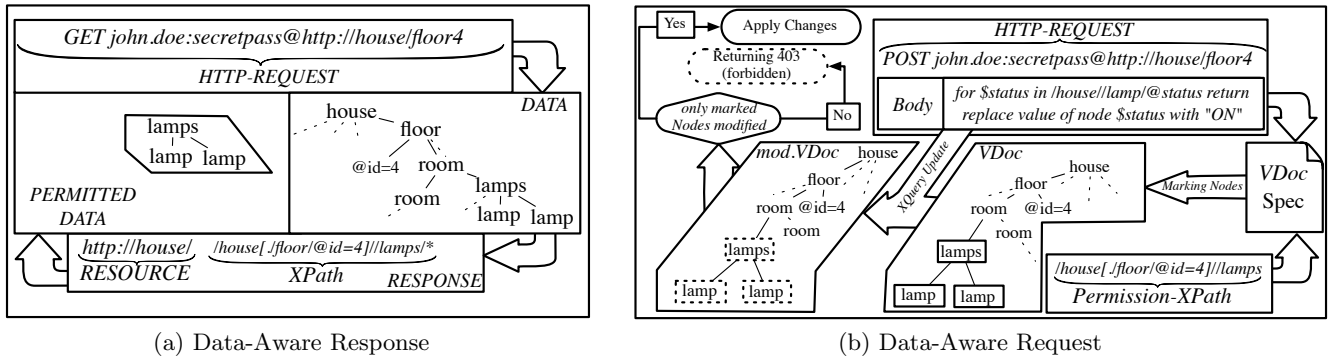 GET john.doe:secretpass@http://house/floor4
HTTP-REQUEST
DATA
lamps
lamp lamp
house
floor
@id=4 room
room lamps
lamp lamp
PERMITTED
DATA
http://house/ /house[./floor/@id=4]//lamps/*
RESOURCE XPath RESPONSE
(a) Data-Aware Response
Yes Apply Changes
Returning 403
(forbidden)
only marked
Nodes modified
No
HTTP-REQUEST
POST john.doe:secretpass@http://house/floor4
Body
for $status in /house//lamp/@status return
replace value of node $status with "ON"
mod.VDoc
house
floor
room @id=4
room
lamps
lamp lamp
XQuery Update
VDoc
house
floor
room @id=4
room
lamps
lamp lamp
Marking Nodes
VDoc
Spec
/house[./floor/@id=4]//lamps
Permission-XPath
(b) Data-Aware Request